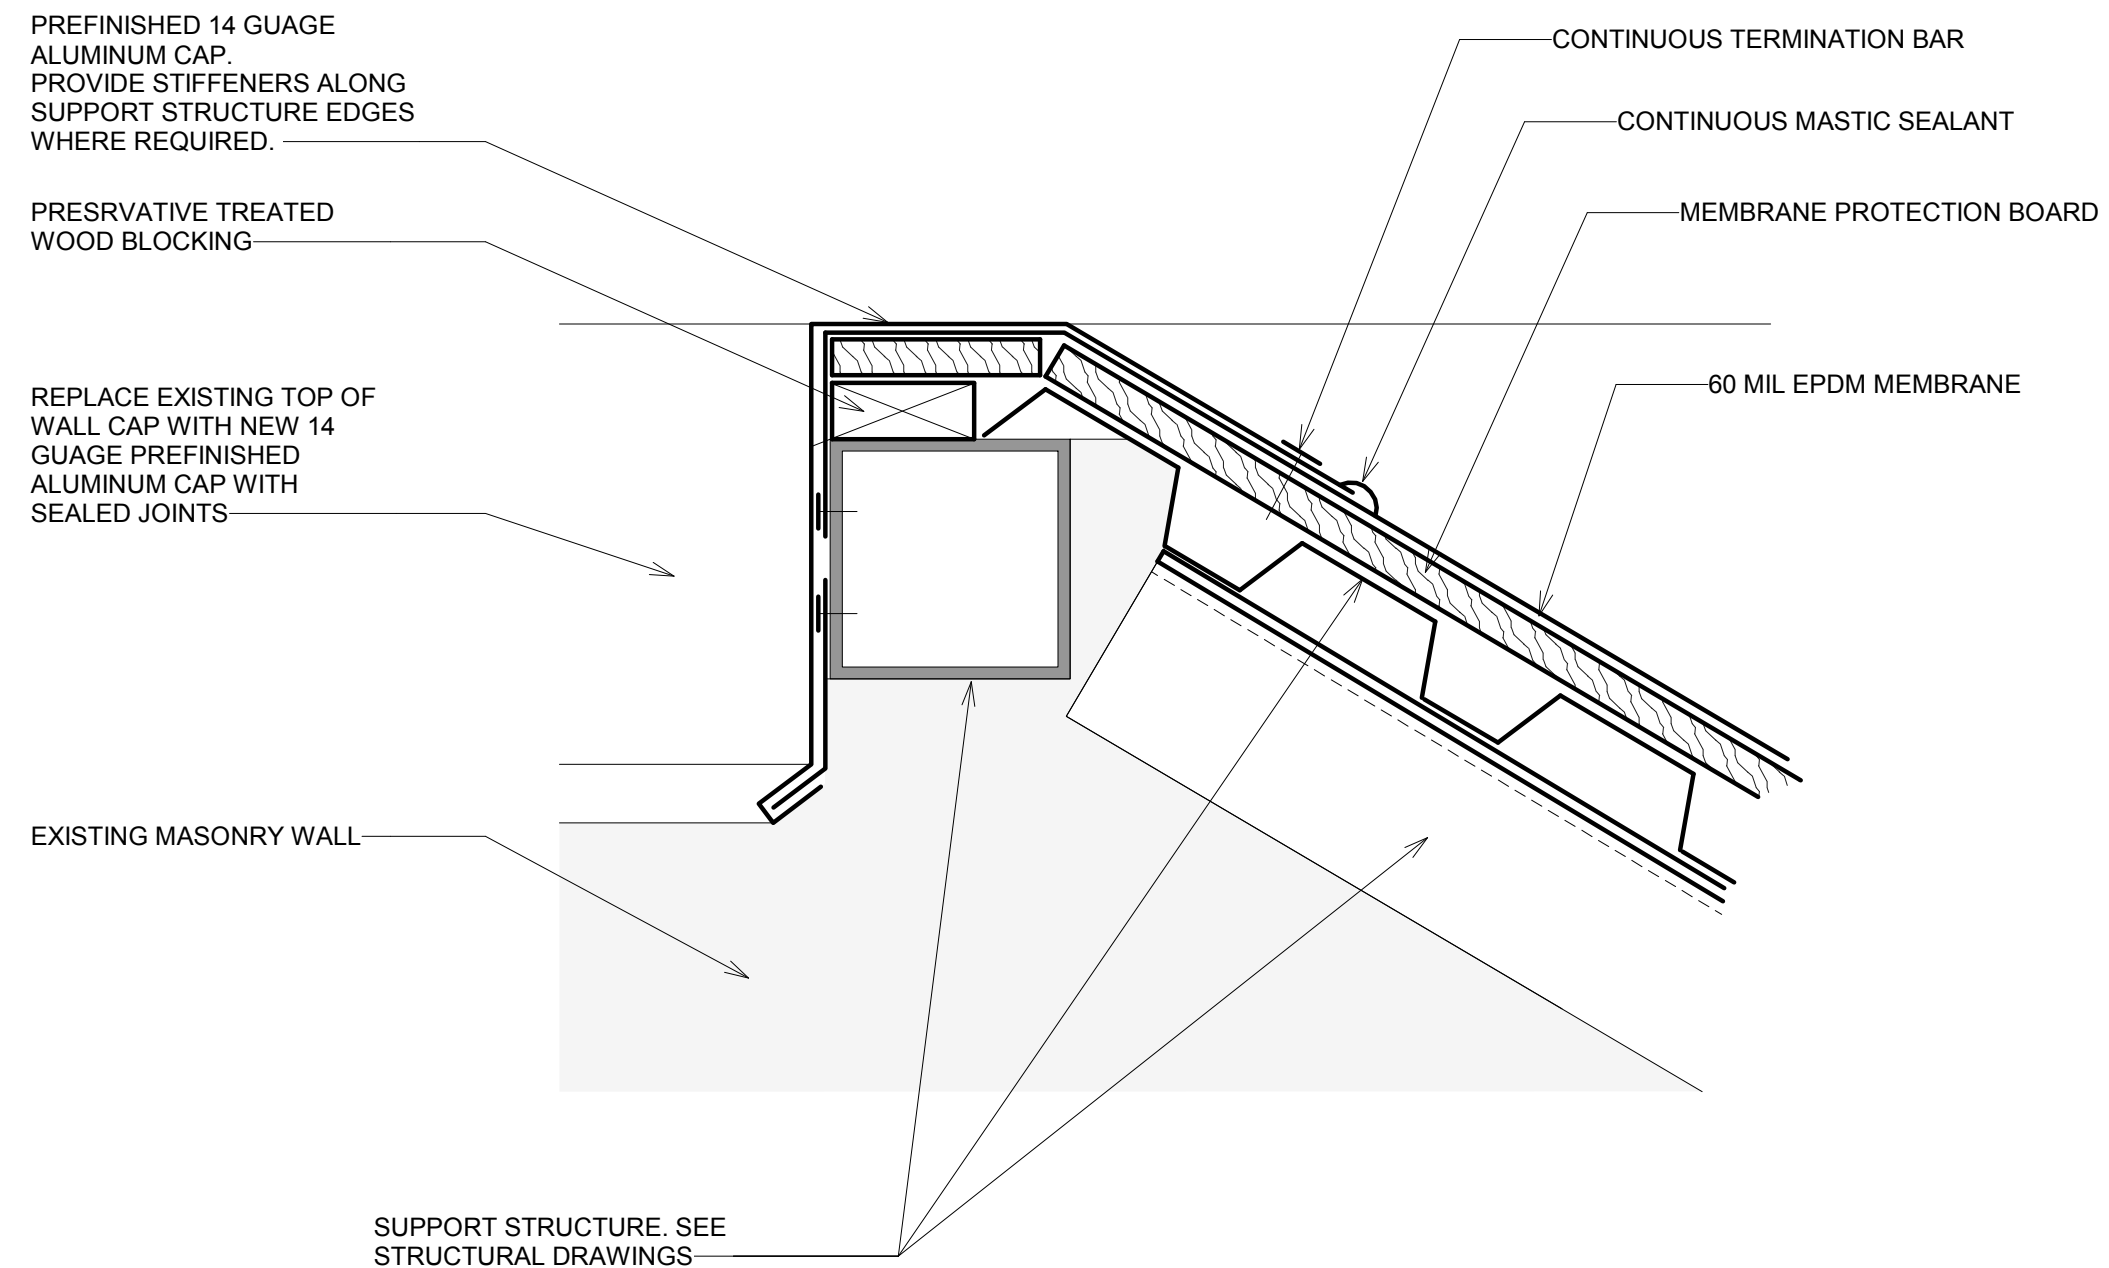 PREFINISHED 14 GUAGE
ALUMINUM CAP.
PROVIDE STIFFENERS ALONG
SUPPORT STRUCTURE EDGES
WHERE REQUIRED.
PRESRVATIVE TREATED
WOOD BLOCKING
REPLACE EXISTING TOP OF
WALL CAP WITH NEW 14
GUAGE PREFINISHED
ALUMINUM CAP WITH
SEALED JOINTS
EXISTING MASONRY WALL
SUPPORT STRUCTURE. SEE
STRUCTURAL DRAWINGS
CONTINUOUS TERMINATION BAR
CONTINUOUS MASTIC SEALANT
MEMBRANE PROTECTION BOARD
60 MIL EPDM MEMBRANE